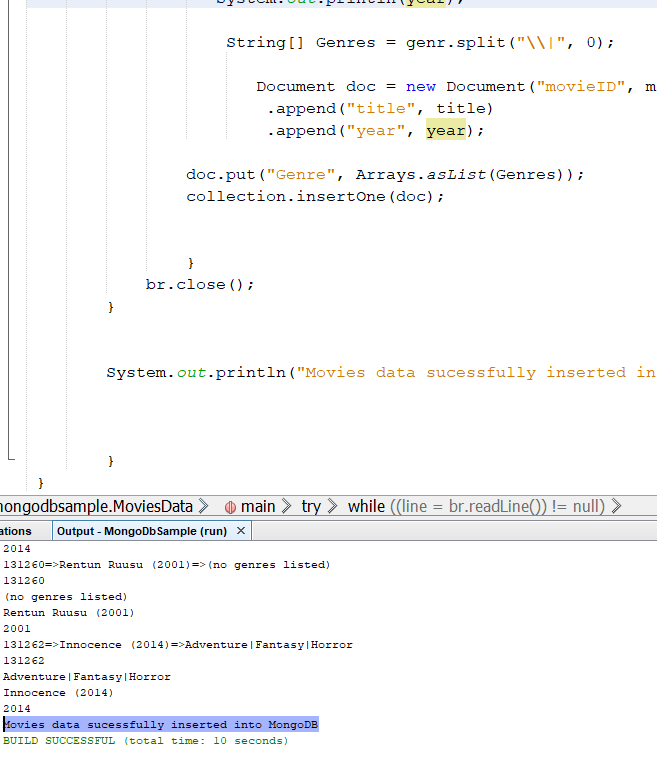 System.out.println(year);
String[] Genres = genr.split("\\|", 0);
Document doc = new Document("movieID", m
.append("title", title)
.append("year", year);
doc.put("Genre", Arrays.asList(Genres));
collection.insertOne(doc);
}
br.close();
}
System.out.println("Movies data sucessfully inserted in
}
}
mongodbsample.MoviesData main try while ((line = br.readLine()) != null)
ations Output - MongoDbSample (run) ×
2014
131260=>Rentun Ruusu (2001)=>(no genres listed)
131260
(no genres listed)
Rentun Ruusu (2001)
2001
131262=>Innocence (2014)=>Adventure|Fantasy|Horror
131262
Adventure|Fantasy|Horror
Innocence (2014)
2014
Movies data sucessfully inserted into MongoDB
BUILD SUCCESSFUL (total time: 10 seconds)